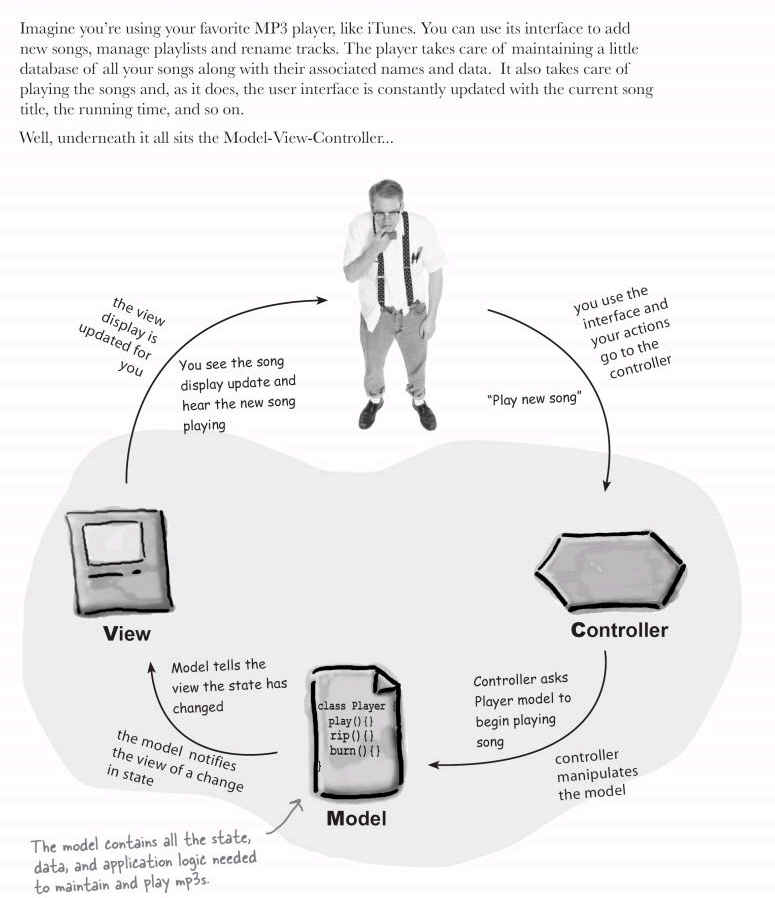 Imagine you're using your favorite MP3 player, like iTunes. You can use its interface to add
new songs, manage playlists and rename tracks. The player takes care of maintaining a little
database of all your songs along with their associated names and data. It also takes care of
playing the songs and, as it does, the user interface is constantly updated with the current song
title, the running time, and so on.
Well, underneath it all sits the Model-View-Controller...
the view
display is
updated for
you
You see the song
display update and
hear the new song
playing
you use the
interface and
your actions
go to the
controller
"Play new song"
View
Controller
Model tells the
view the state has
changed
the model notifies
the view of a change
in state
class Player {
play(){}
rip(){}
burn(){}
}
Controller asks
Player model to
begin playing
song
controller
manipulates
the model
Model
The model contains all the state,
data, and application logic needed
to maintain and play mp3s.